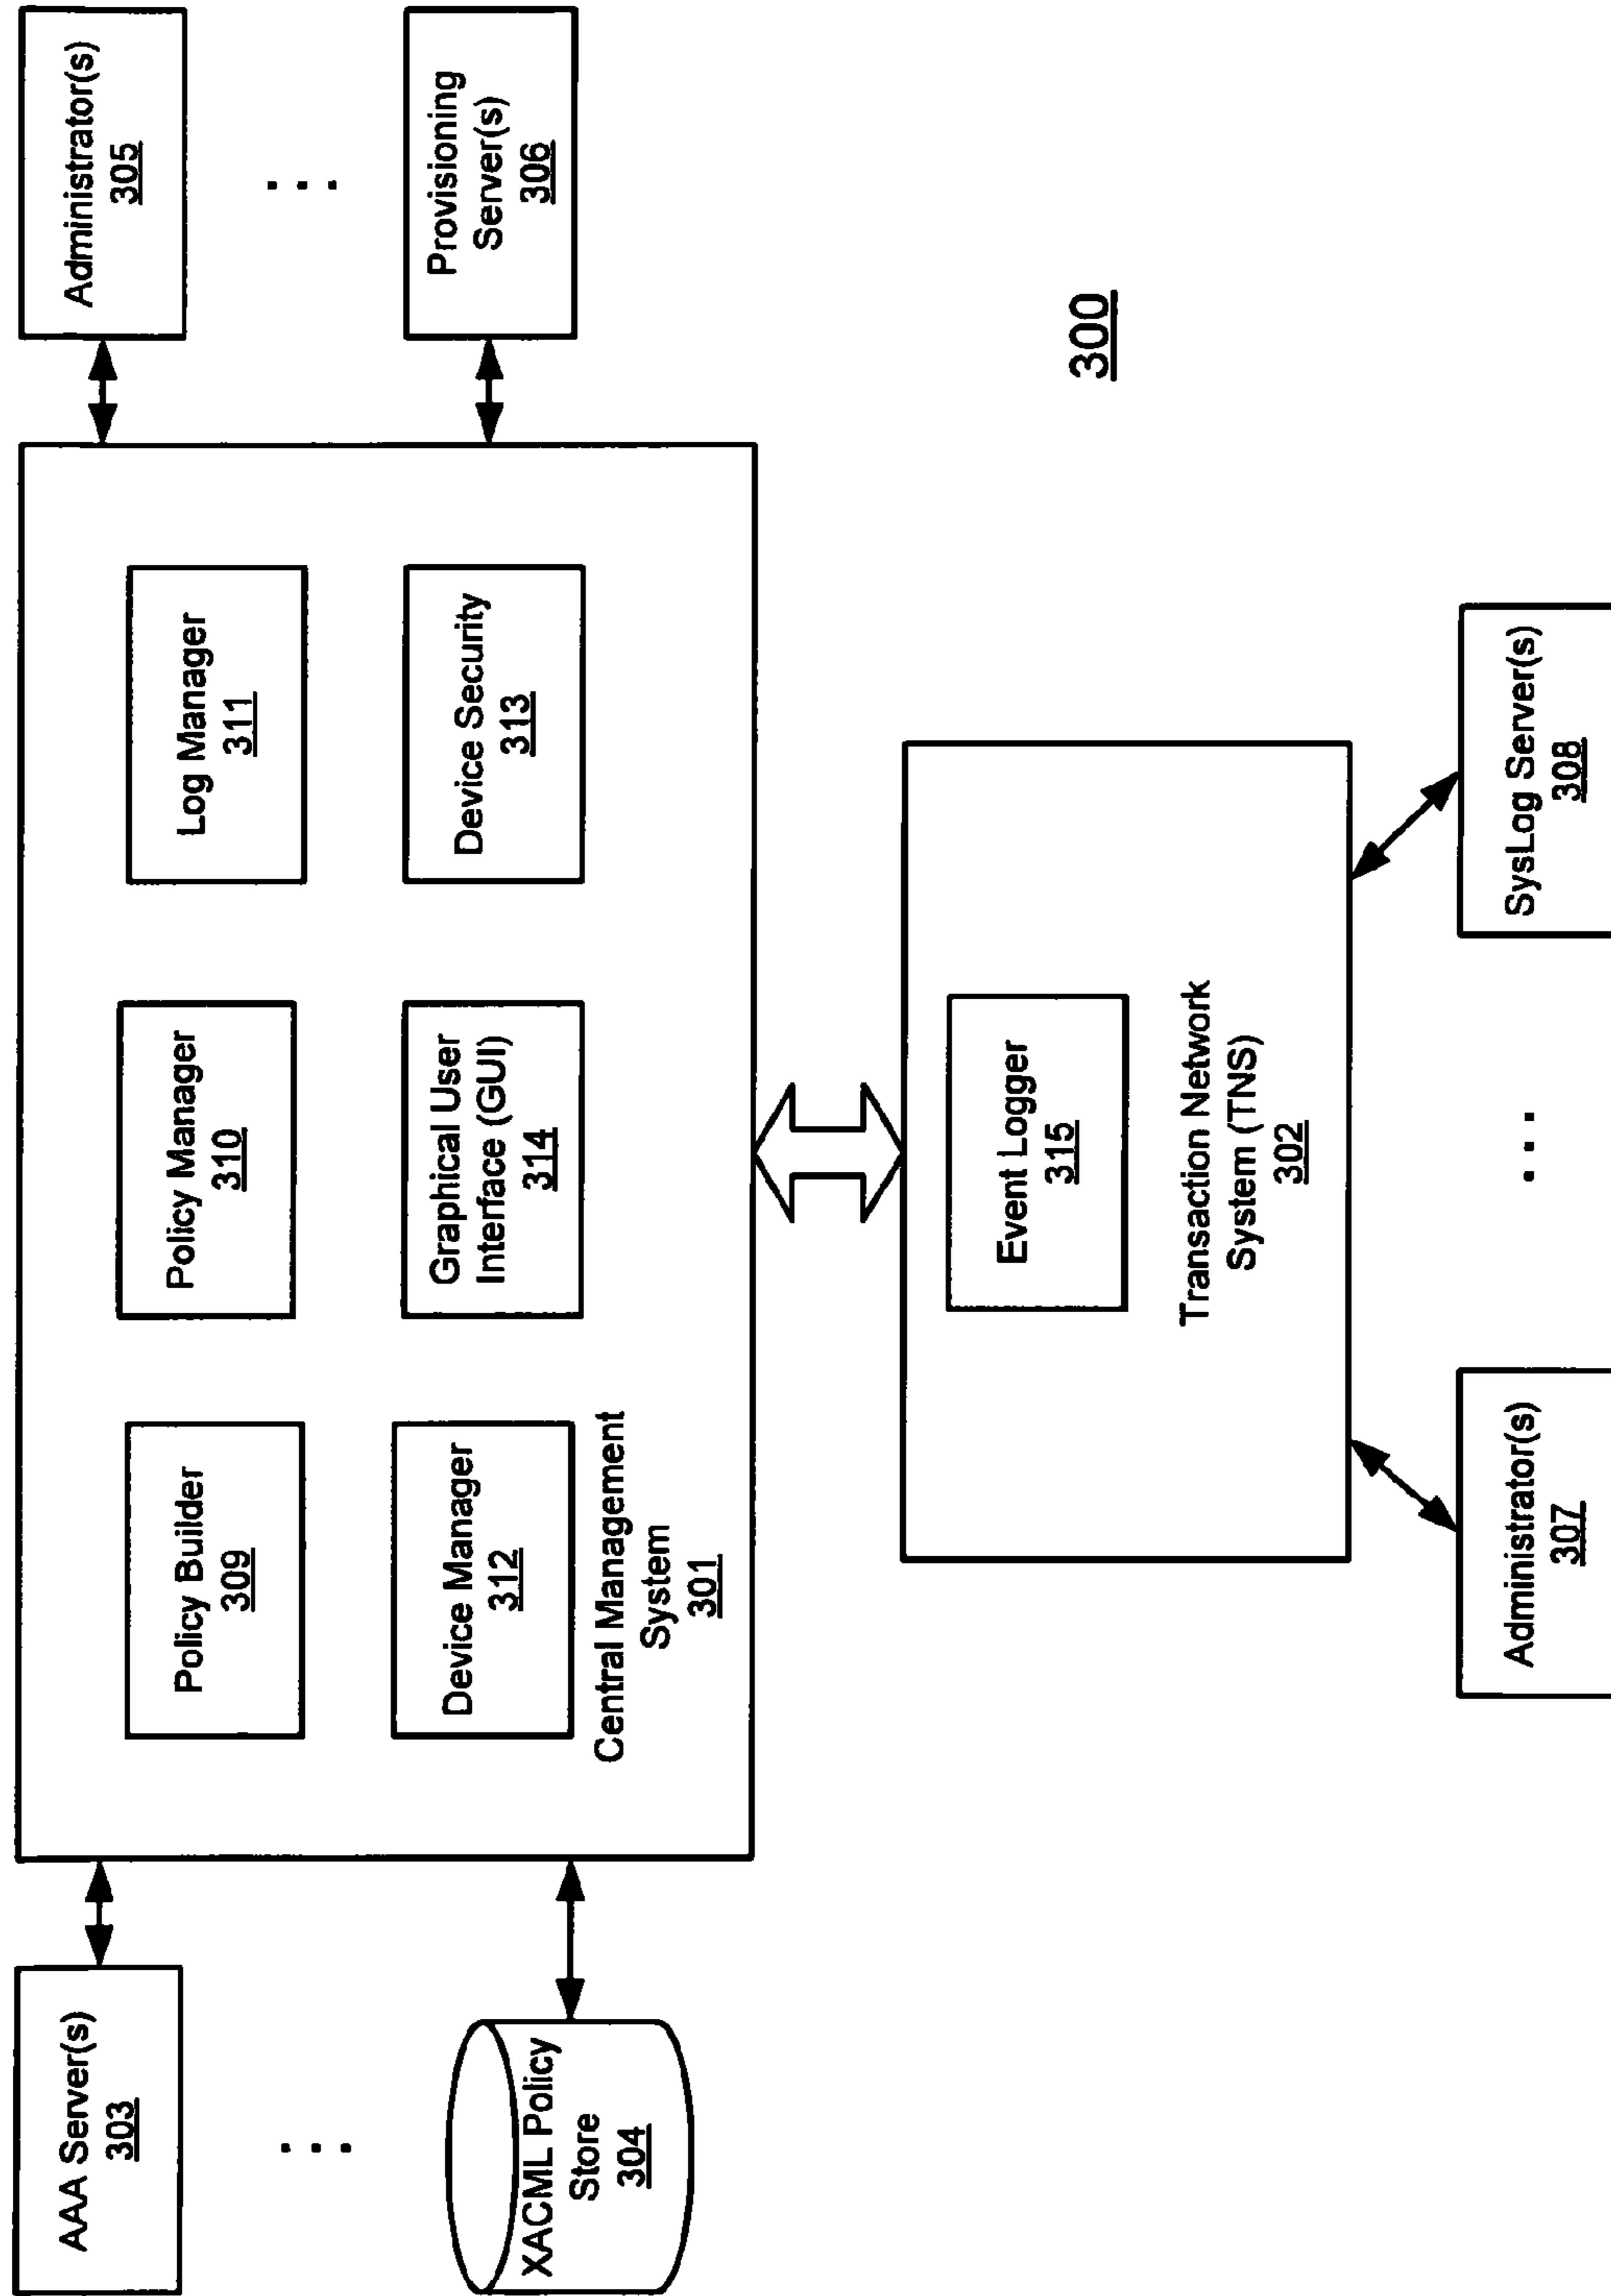 AAA Server(s)
303
. . .
XACML Policy
Store
304
Policy Builder
309
Policy Manager
310
Log Manager
311
Device Manager
312
Graphical User
Interface (GUI)
314
Device Security
313
Central Management
System
301
Administrator(s)
305
. . .
Provisioning
Server(s)
306
Event Logger
315
Transaction Network
System (TNS)
302
300
Administrator(s)
307
. . .
SysLog Server(s)
308